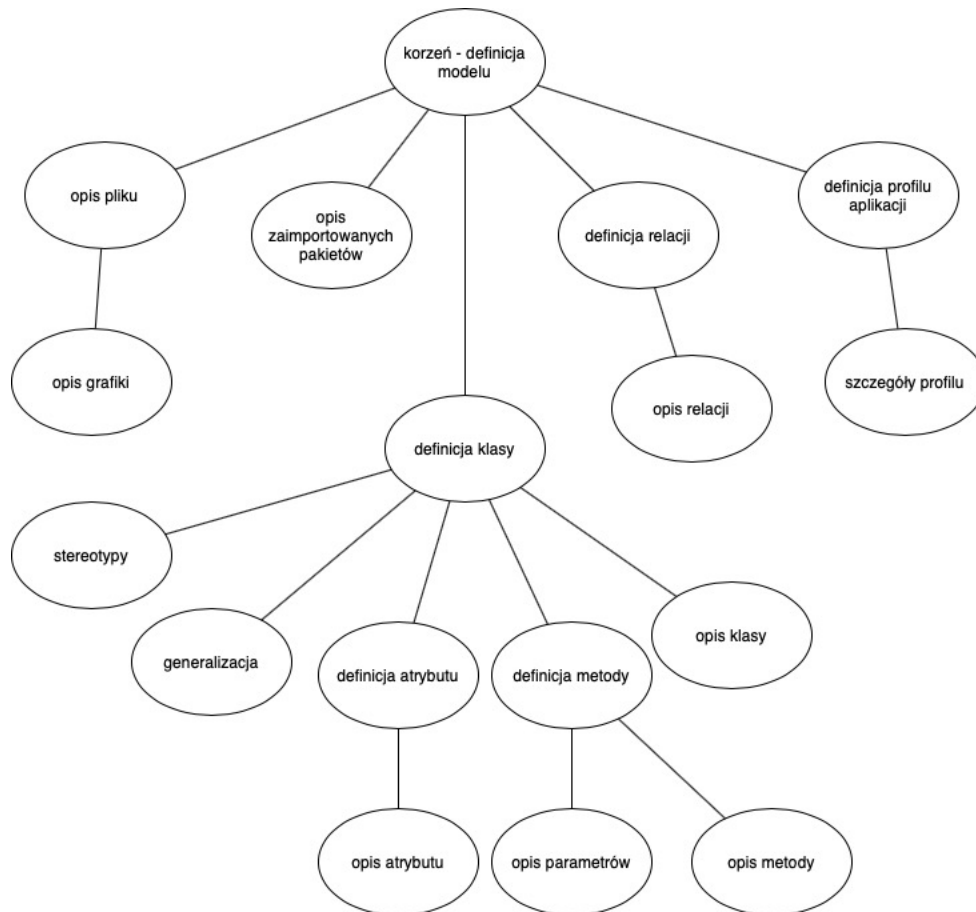 korzeń - definicja
modelu
opis pliku
opis
zaimportowanych
pakietów
definicja relacji
definicja profilu
aplikacji
opis grafiki
opis relacji
szczegóły profilu
definicja klasy
stereotypy
generalizacja
definicja atrybutu
definicja metody
opis klasy
opis atrybutu
opis parametrów
opis metody